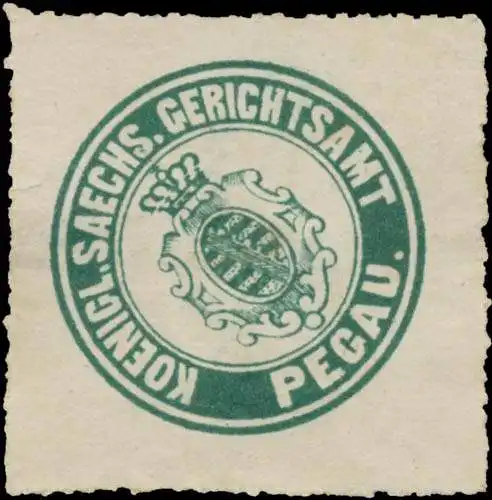 KOENIGL. SAECHS. GERICHTSAMT
PEGAU.